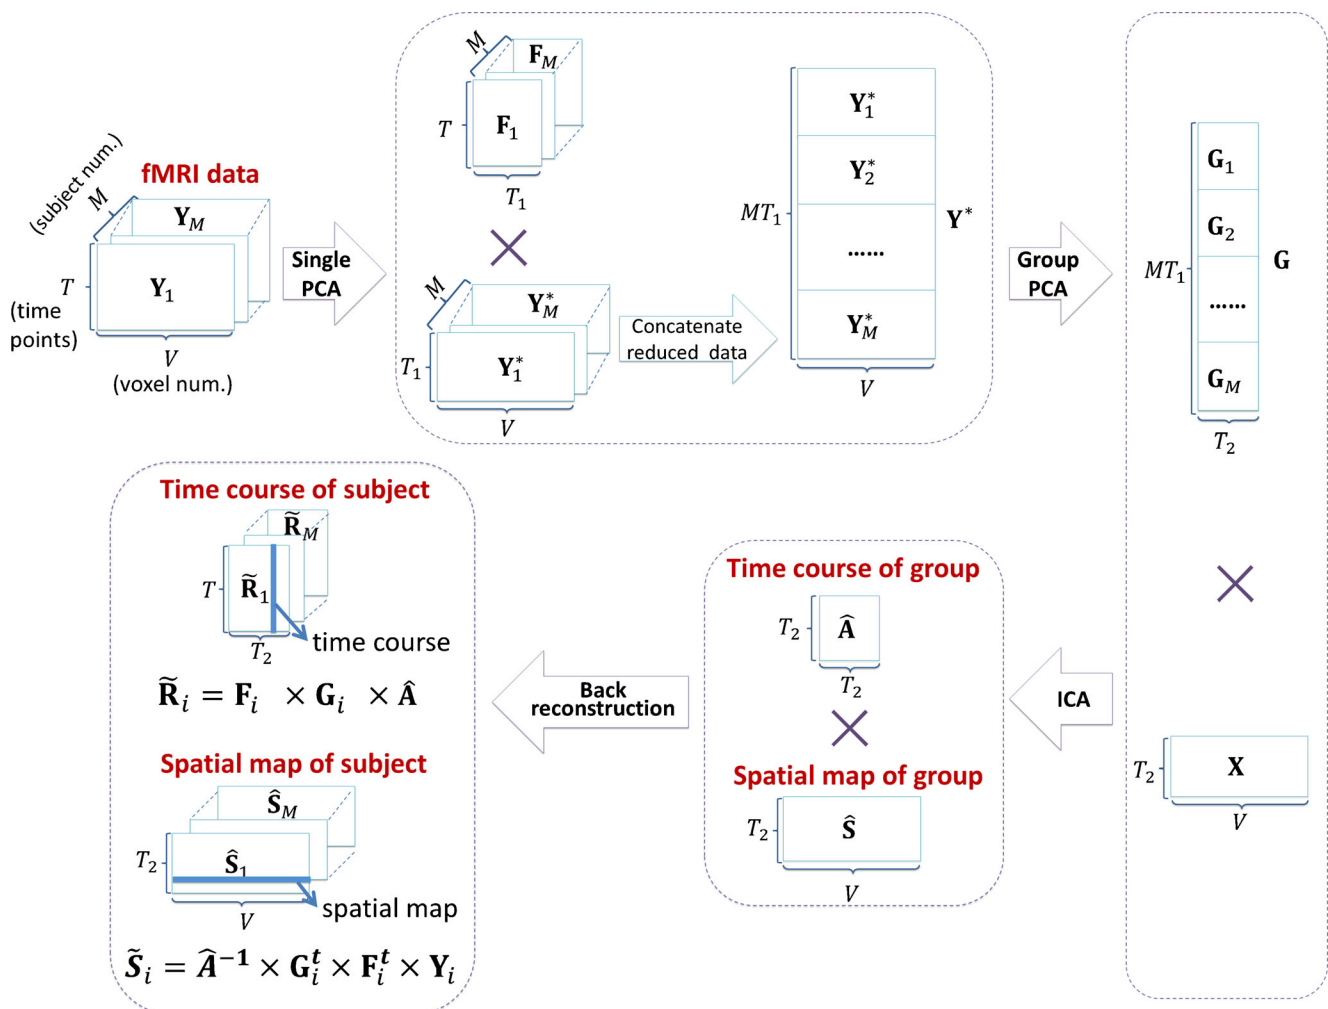 fMRI data
(subject num.)
M
Y_M
Y_1
T
(time
points)
V
(voxel num.)
Single
PCA
M
F_M
T
F_1
T_1
M
Y*_M
T_1
Y*_1
V
Concatenate
reduced data
MT_1
Y*_1
Y*_2
......
Y*_M
Y*
V
Group
PCA
MT_1
G_1
G_2
......
G_M
G
T_2
T_2
X
V
ICA
Time course of group
T_2
Â
T_2
Spatial map of group
T_2
Ŝ
V
Back
reconstruction
Time course of subject
R̃_M
T
R̃_1
T_2
time course
R̃_i = F_i × G_i × Â
Spatial map of subject
Ŝ_M
T_2
Ŝ_1
V
spatial map
S̃_i = Â^{-1} × G_i^t × F_i^t × Y_i